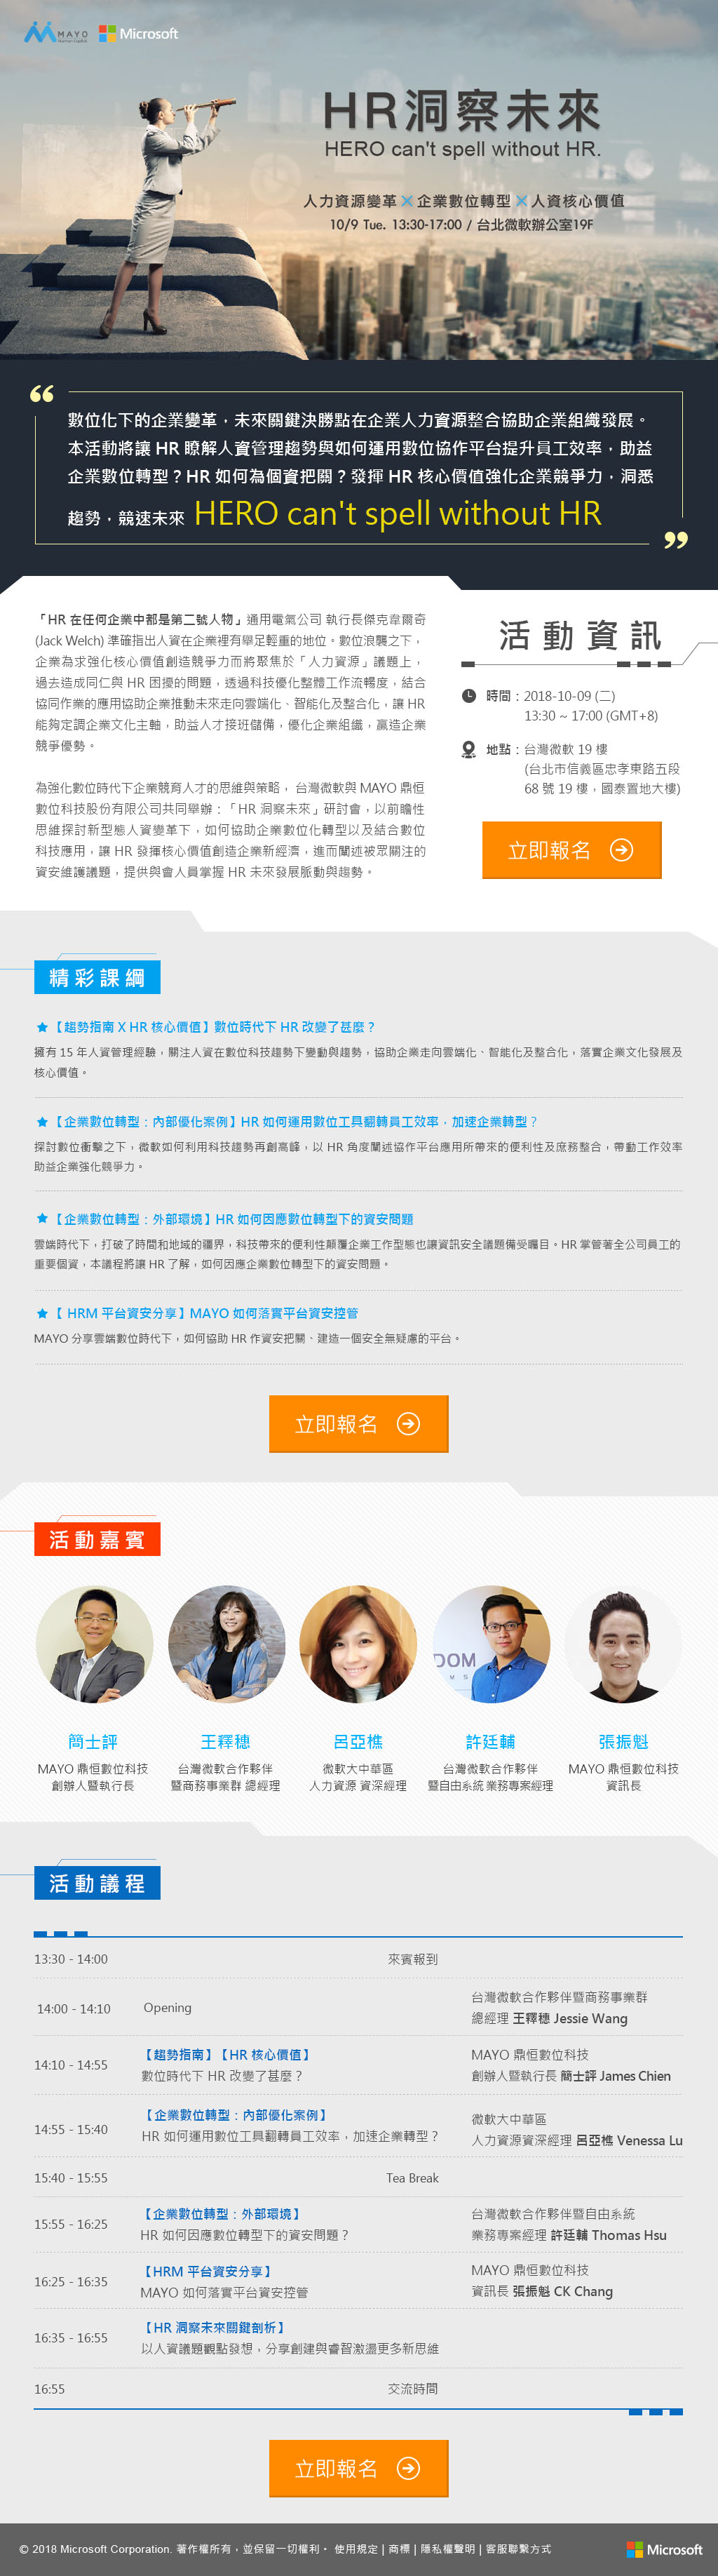 MAYO
Human Capital
Microsoft
HR洞察未來
HERO can't spell without HR.
人力資源變革×企業數位轉型×人資核心價值
10/9 Tue. 13:30-17:00 / 台北微軟辦公室19F
“
數位化下的企業變革，未來關鍵決勝點在企業人力資源整合協助企業組織發展。
本活動將讓 HR 瞭解人資管理趨勢與如何運用數位協作平台提升員工效率，助益
企業數位轉型？HR 如何為個資把關？發揮 HR 核心價值強化企業競爭力，洞悉
趨勢，競速未來 HERO can't spell without HR
”
「HR 在任何企業中都是第二號人物」通用電氣公司 執行長傑克韋爾奇
(Jack Welch) 準確指出人資在企業裡有舉足輕重的地位。數位浪襲之下，
企業為求強化核心價值創造競爭力而將聚焦於「人力資源」議題上，
過去造成同仁與 HR 困擾的問題，透過科技優化整體工作流暢度，結合
協同作業的應用協助企業推動未來走向雲端化、智能化及整合化，讓 HR
能夠定調企業文化主軸，助益人才接班儲備，優化企業組織，贏造企業
競爭優勢。
為強化數位時代下企業競育人才的思維與策略， 台灣微軟與 MAYO 鼎恒
數位科技股份有限公司共同舉辦：「HR 洞察未來」研討會，以前瞻性
思維探討新型態人資變革下，如何協助企業數位化轉型以及結合數位
科技應用，讓 HR 發揮核心價值創造企業新經濟，進而闡述被眾關注的
資安維護議題，提供與會人員掌握 HR 未來發展脈動與趨勢。
活動資訊
時間：2018-10-09 (二)
13:30 ~ 17:00 (GMT+8)
地點：台灣微軟 19 樓
(台北市信義區忠孝東路五段
68 號 19 樓，國泰置地大樓)
立即報名
精彩課綱
【趨勢指南 X HR 核心價值】數位時代下 HR 改變了甚麼？
擁有 15 年人資管理經驗，關注人資在數位科技趨勢下變動與趨勢，協助企業走向雲端化、智能化及整合化，落實企業文化發展及
核心價值。
【企業數位轉型：內部優化案例】HR 如何運用數位工具翻轉員工效率，加速企業轉型？
探討數位衝擊之下，微軟如何利用科技趨勢再創高峰，以 HR 角度闡述協作平台應用所帶來的便利性及庶務整合，帶動工作效率
助益企業強化競爭力。
【企業數位轉型：外部環境】HR 如何因應數位轉型下的資安問題
雲端時代下，打破了時間和地域的疆界，科技帶來的便利性顛覆企業工作型態也讓資訊安全議題備受矚目。HR 掌管著全公司員工的
重要個資，本議程將讓 HR 了解，如何因應企業數位轉型下的資安問題。
【 HRM 平台資安分享】MAYO 如何落實平台資安控管
MAYO 分享雲端數位時代下，如何協助 HR 作資安把關、建造一個安全無疑慮的平台。
立即報名
活動嘉賓
DOM
簡士評
MAYO 鼎恒數位科技
創辦人暨執行長
王釋穗
台灣微軟合作夥伴
暨商務事業群 總經理
呂亞樵
微軟大中華區
人力資源 資深經理
許廷輔
台灣微軟合作夥伴
暨自由系統 業務專案經理
張振魁
MAYO 鼎恒數位科技
資訊長
活動議程
13:30 - 14:00 來賓報到
14:00 - 14:10 Opening
台灣微軟合作夥伴暨商務事業群
總經理 王釋穗 Jessie Wang
14:10 - 14:55
【趨勢指南】【HR 核心價值】
數位時代下 HR 改變了甚麼？
MAYO 鼎恒數位科技
創辦人暨執行長 簡士評 James Chien
14:55 - 15:40
【企業數位轉型：內部優化案例】
HR 如何運用數位工具翻轉員工效率，加速企業轉型？
微軟大中華區
人力資源資深經理 呂亞樵 Venessa Lu
15:40 - 15:55 Tea Break
15:55 - 16:25
【企業數位轉型：外部環境】
HR 如何因應數位轉型下的資安問題？
台灣微軟合作夥伴暨自由系統
業務專案經理 許廷輔 Thomas Hsu
16:25 - 16:35
【HRM 平台資安分享】
MAYO 如何落實平台資安控管
MAYO 鼎恒數位科技
資訊長 張振魁 CK Chang
16:35 - 16:55
【HR 洞察未來關鍵剖析】
以人資議題觀點發想，分享創建與睿智激盪更多新思維
16:55 交流時間
立即報名
© 2018 Microsoft Corporation. 著作權所有，並保留一切權利。 使用規定 | 商標 | 隱私權聲明 | 客服聯繫方式
Microsoft